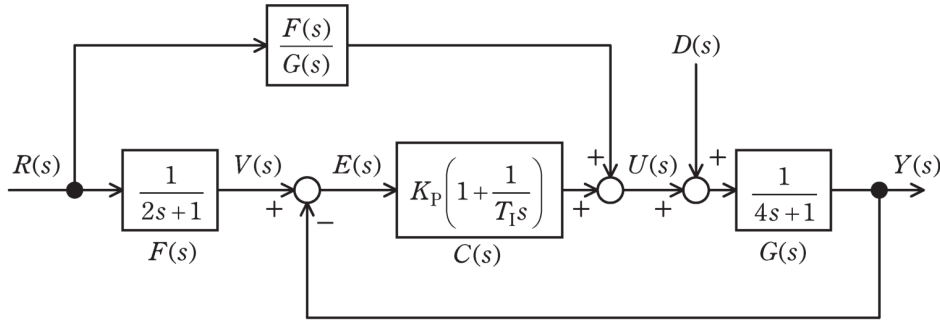 F(s)
G(s)
D(s)
R(s)
1
2s+1
F(s)
V(s)
+
−
E(s)
K_P(1+1/(T_I s))
C(s)
+
+
U(s)
+
+
1
4s+1
G(s)
Y(s)